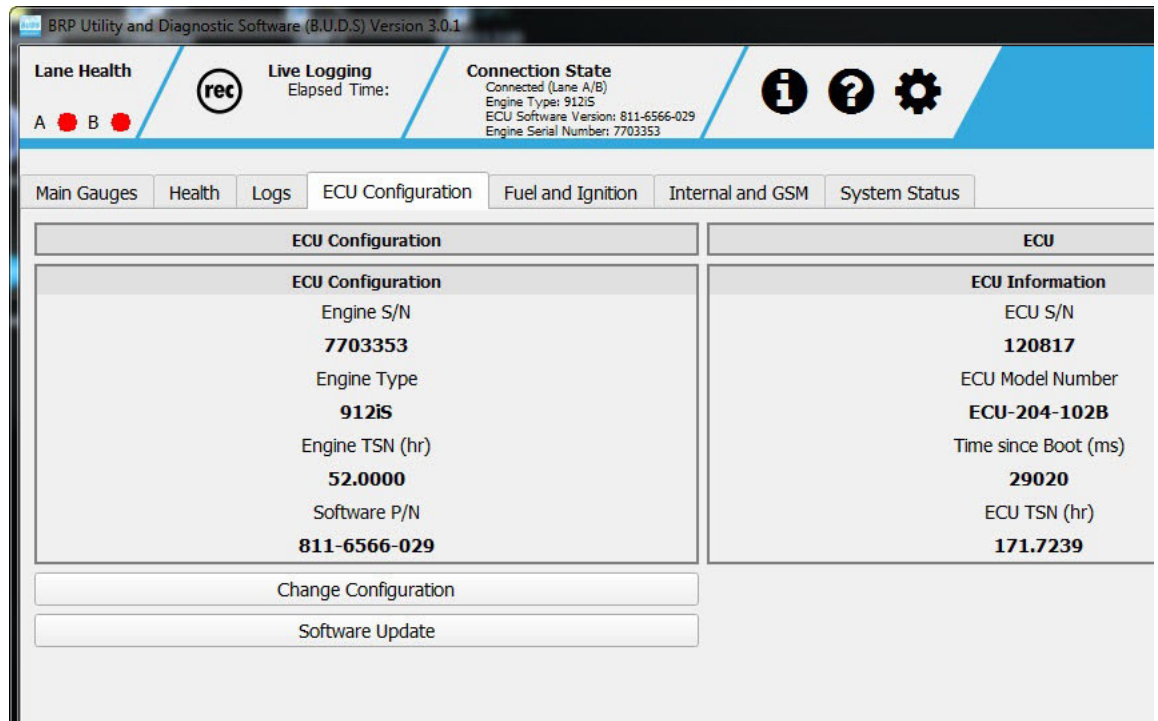 BRP Utility and Diagnostic Software (B.U.D.S) Version 3.0.1
Lane Health
A B
rec
Live Logging
Elapsed Time:
Connection State
Connected (Lane A/B)
Engine Type: 912iS
ECU Software Version: 811-6566-029
Engine Serial Number: 7703353
Main Gauges Health Logs ECU Configuration Fuel and Ignition Internal and GSM System Status
ECU Configuration
ECU Configuration
Engine S/N
7703353
Engine Type
912iS
Engine TSN (hr)
52.0000
Software P/N
811-6566-029
Change Configuration
Software Update
ECU
ECU Information
ECU S/N
120817
ECU Model Number
ECU-204-102B
Time since Boot (ms)
29020
ECU TSN (hr)
171.7239